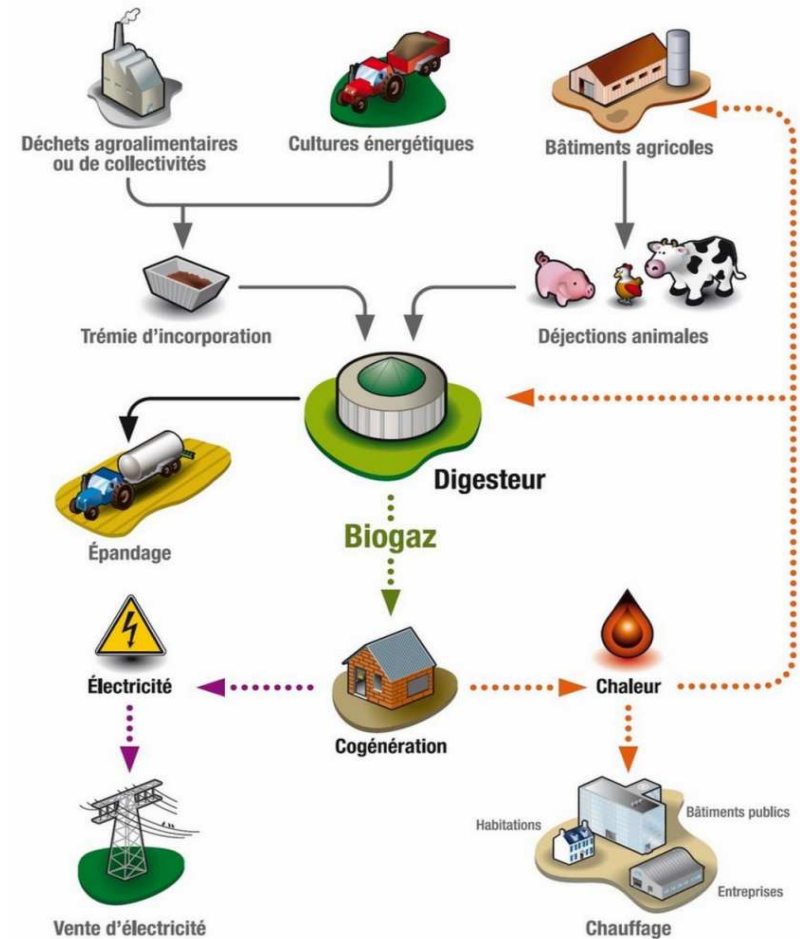 Déchets agroalimentaires
ou de collectivités
Cultures énergétiques
Bâtiments agricoles
Trémie d'incorporation
Déjections animales
Digesteur
Épandage
Biogaz
Électricité
Cogénération
Chaleur
Habitations
Bâtiments publics
Entreprises
Vente d'électricité
Chauffage